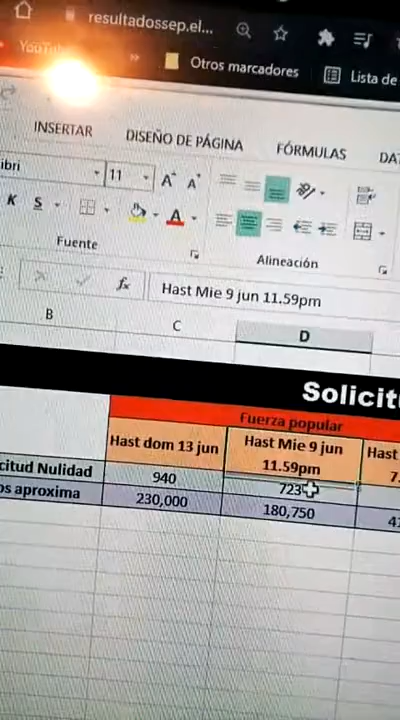 resultadossep.el...
YouTube
»
Otros marcadores
Lista de
INSERTAR
DISEÑO DE PÁGINA
FÓRMULAS
DA
ibri
11
A A
K S
A
Fuente
Alineación
fx
Hast Mie 9 jun 11.59pm
B
C
D
Solicit
Fuerza popular
Hast dom 13 jun
Hast Mie 9 jun
11.59pm
Hast
7.
citud Nulidad
940
723
os aproxima
230,000
180,750
41